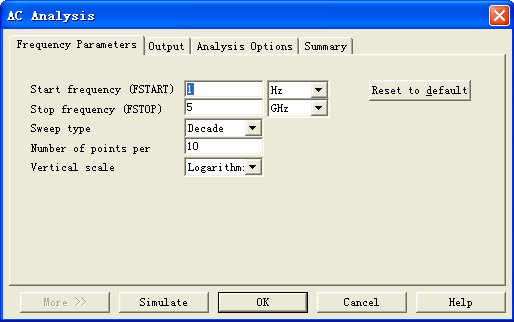 AC Analysis
Frequency Parameters Output Analysis Options Summary
Start frequency (FSTART) 1 Hz Reset to default
Stop frequency (FSTOP) 5 GHz
Sweep type Decade
Number of points per 10
Vertical scale Logarithm:
More >> Simulate OK Cancel Help